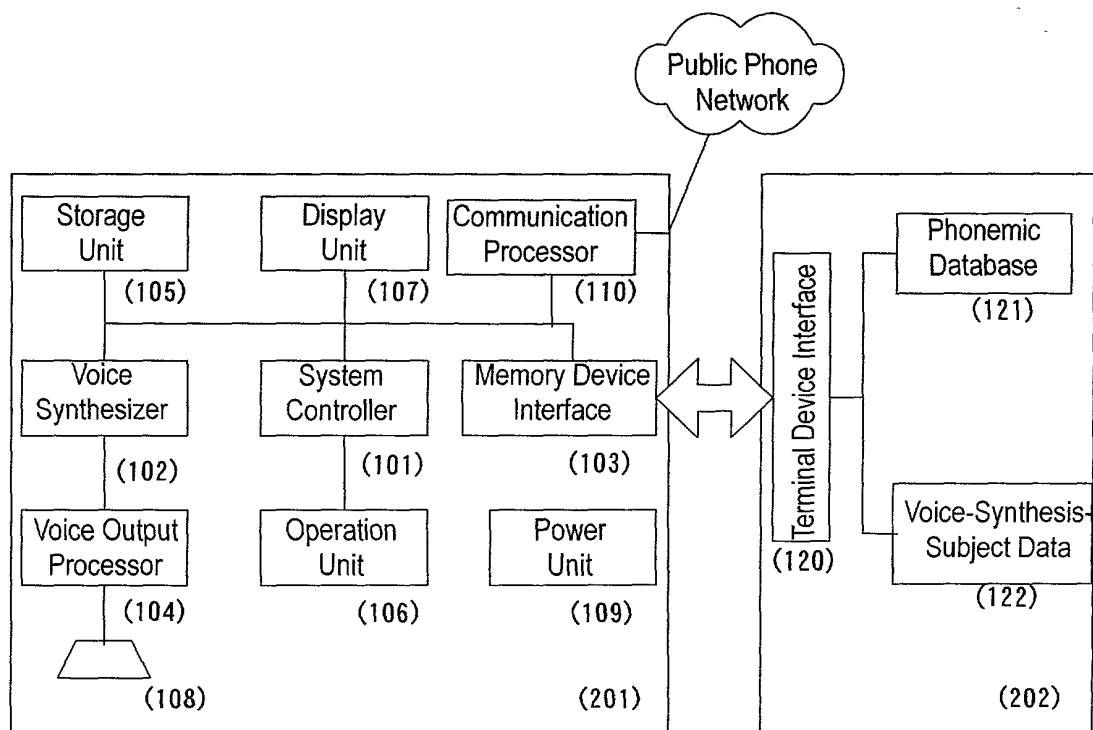 Public Phone
Network
Storage
Unit
(105)
Display
Unit
(107)
Communication
Processor
(110)
Voice
Synthesizer
(102)
System
Controller
(101)
Memory Device
Interface
(103)
Voice Output
Processor
(104)
Operation
Unit
(106)
Power
Unit
(109)
(108)
(201)
Terminal Device Interface
(120)
Phonemic
Database
(121)
Voice-Synthesis-
Subject Data
(122)
(202)